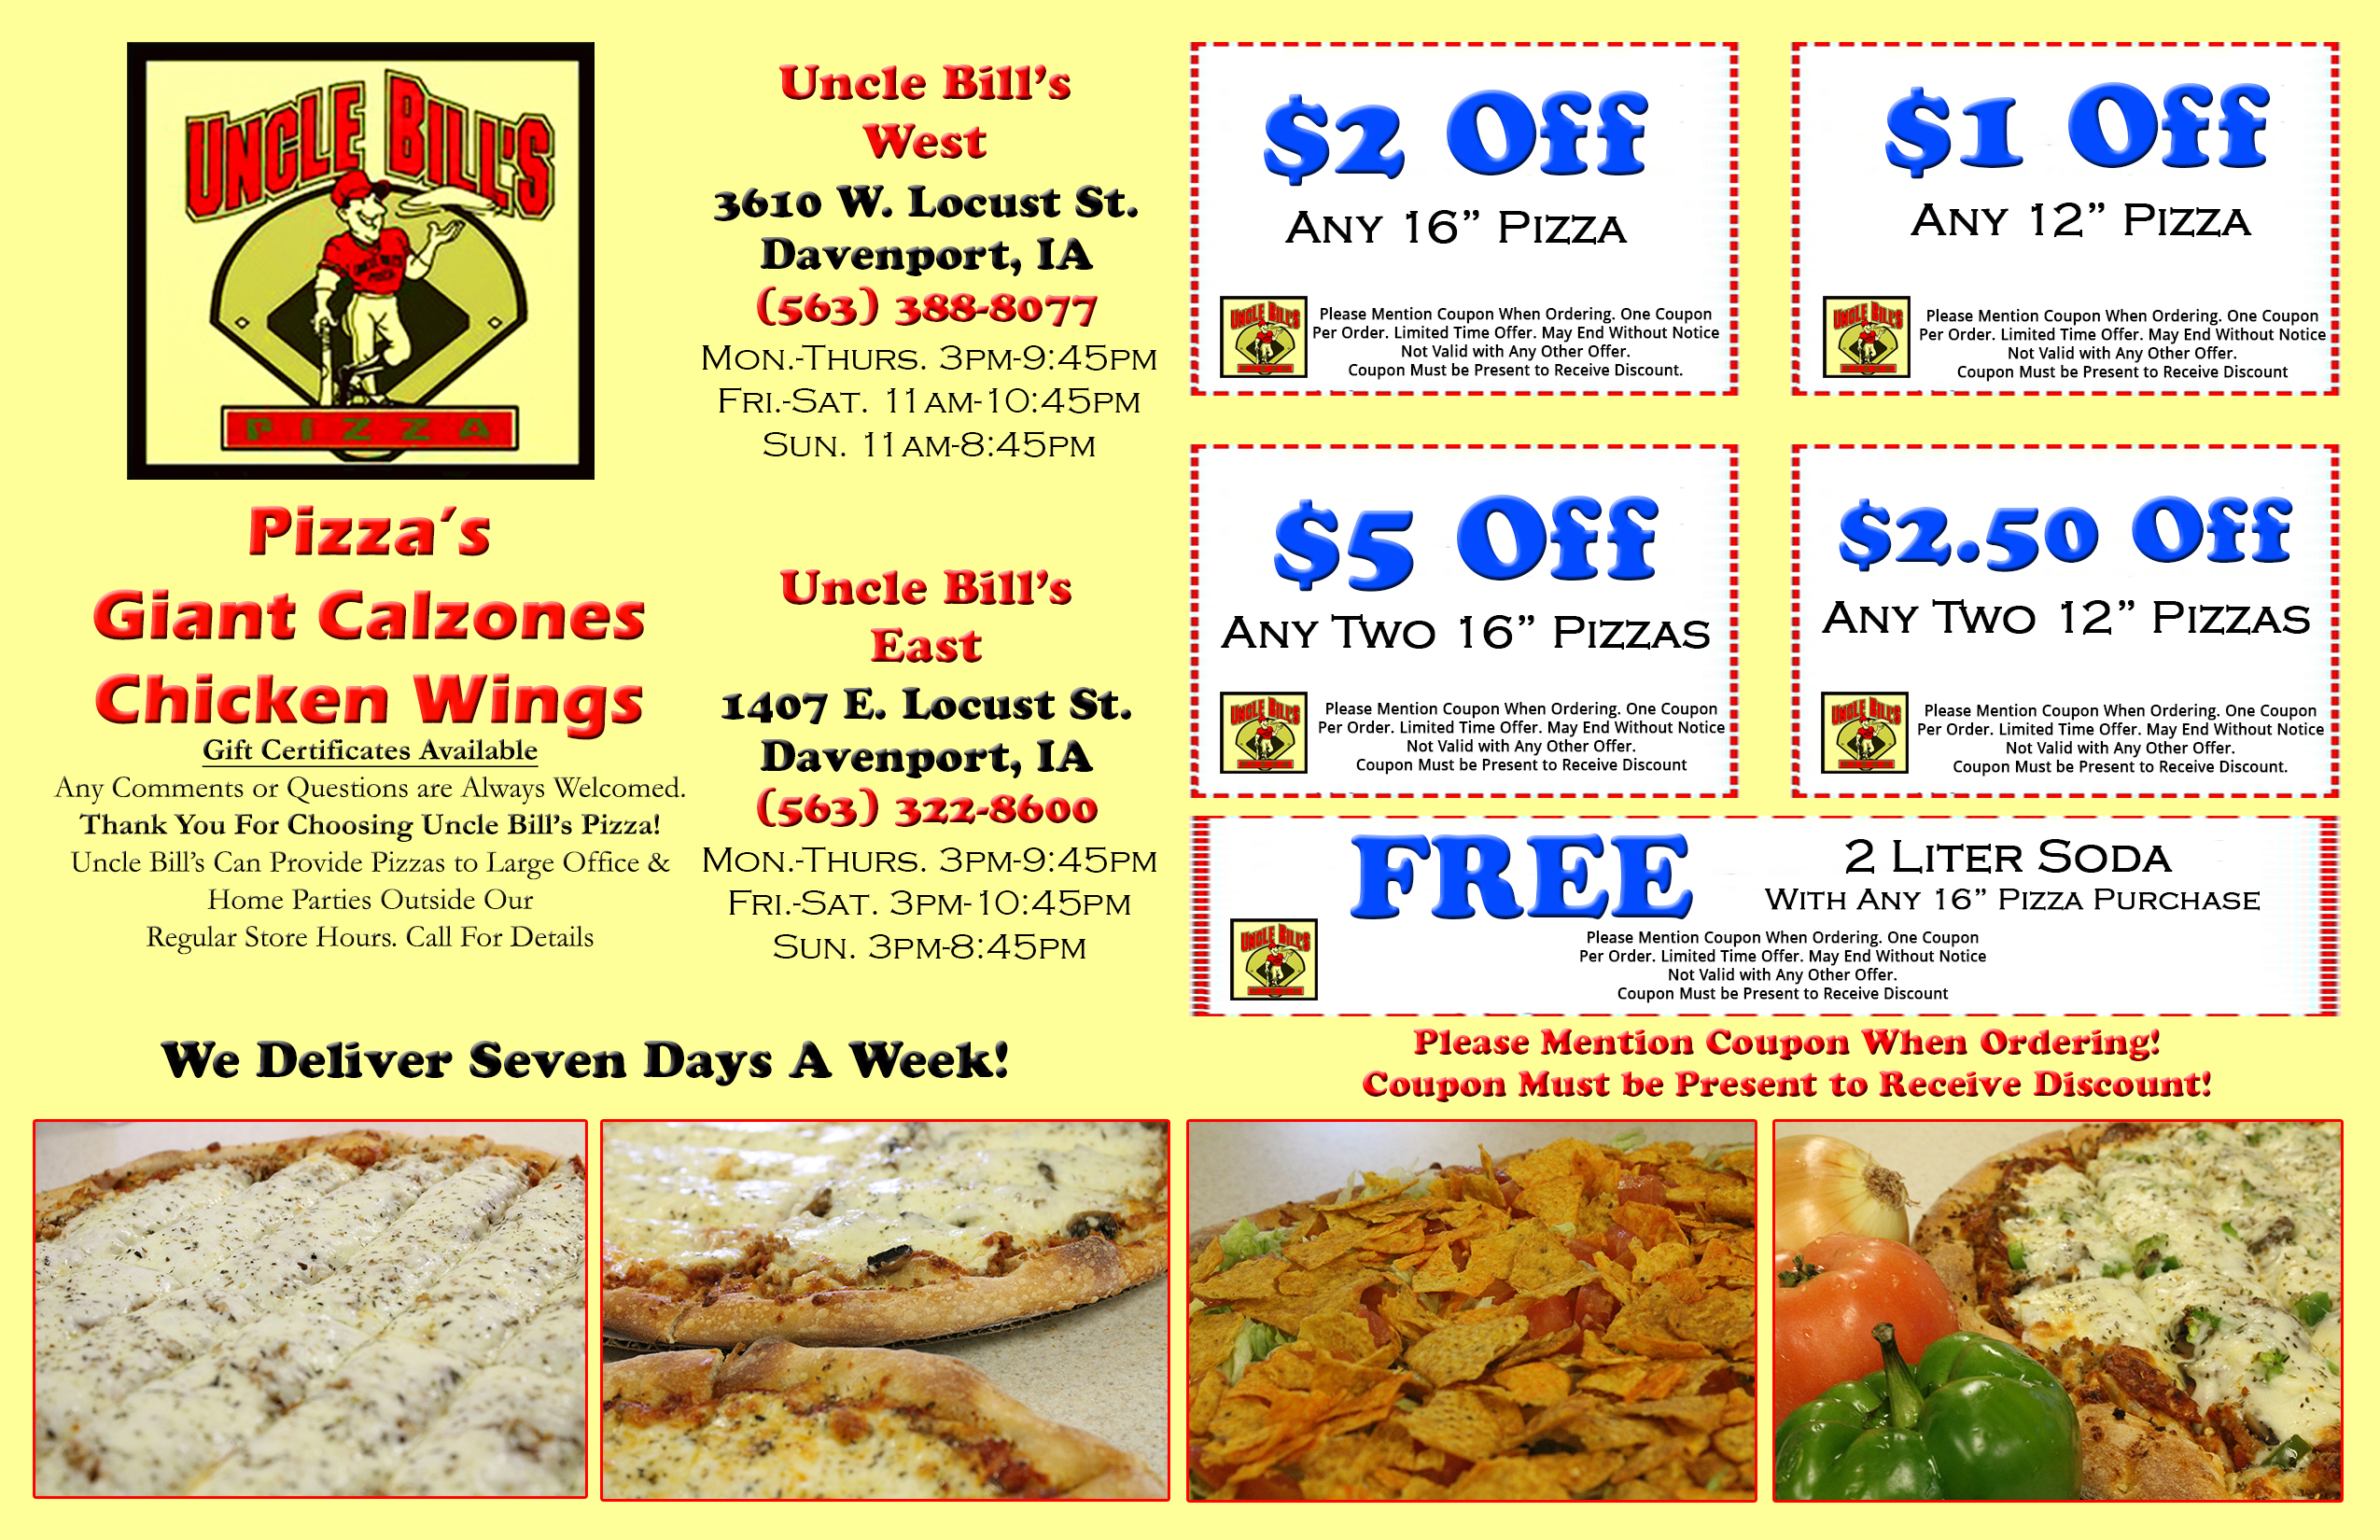 UNCLE BILL'S
UNCLE BILL'S
PIZZA
PIZZA
Pizza's
Giant Calzones
Chicken Wings
Gift Certificates Available
Any Comments or Questions are Always Welcomed.
Thank You For Choosing Uncle Bill's Pizza!
Uncle Bill's Can Provide Pizzas to Large Office &
Home Parties Outside Our
Regular Store Hours. Call For Details
Uncle Bill's
West
3610 W. Locust St.
Davenport, IA
(563) 388-8077
Mon.-Thurs. 3pm-9:45pm
Fri.-Sat. 11am-10:45pm
Sun. 11am-8:45pm
Uncle Bill's
East
1407 E. Locust St.
Davenport, IA
(563) 322-8600
Mon.-Thurs. 3pm-9:45pm
Fri.-Sat. 3pm-10:45pm
Sun. 3pm-8:45pm
We Deliver Seven Days A Week!
$2 Off
Any 16” Pizza
UNCLE BILL'S
Please Mention Coupon When Ordering. One Coupon
Per Order. Limited Time Offer. May End Without Notice
Not Valid with Any Other Offer.
Coupon Must be Present to Receive Discount.
$1 Off
Any 12” Pizza
UNCLE BILL'S
Please Mention Coupon When Ordering. One Coupon
Per Order. Limited Time Offer. May End Without Notice
Not Valid with Any Other Offer.
Coupon Must be Present to Receive Discount
$5 Off
Any Two 16” Pizzas
UNCLE BILL'S
Please Mention Coupon When Ordering. One Coupon
Per Order. Limited Time Offer. May End Without Notice
Not Valid with Any Other Offer.
Coupon Must be Present to Receive Discount
$2.50 Off
Any Two 12” Pizzas
UNCLE BILL'S
Please Mention Coupon When Ordering. One Coupon
Per Order. Limited Time Offer. May End Without Notice
Not Valid with Any Other Offer.
Coupon Must be Present to Receive Discount.
FREE
2 Liter Soda
With Any 16” Pizza Purchase
UNCLE BILL'S
Please Mention Coupon When Ordering. One Coupon
Per Order. Limited Time Offer. May End Without Notice
Not Valid with Any Other Offer.
Coupon Must be Present to Receive Discount
Please Mention Coupon When Ordering!
Coupon Must be Present to Receive Discount!